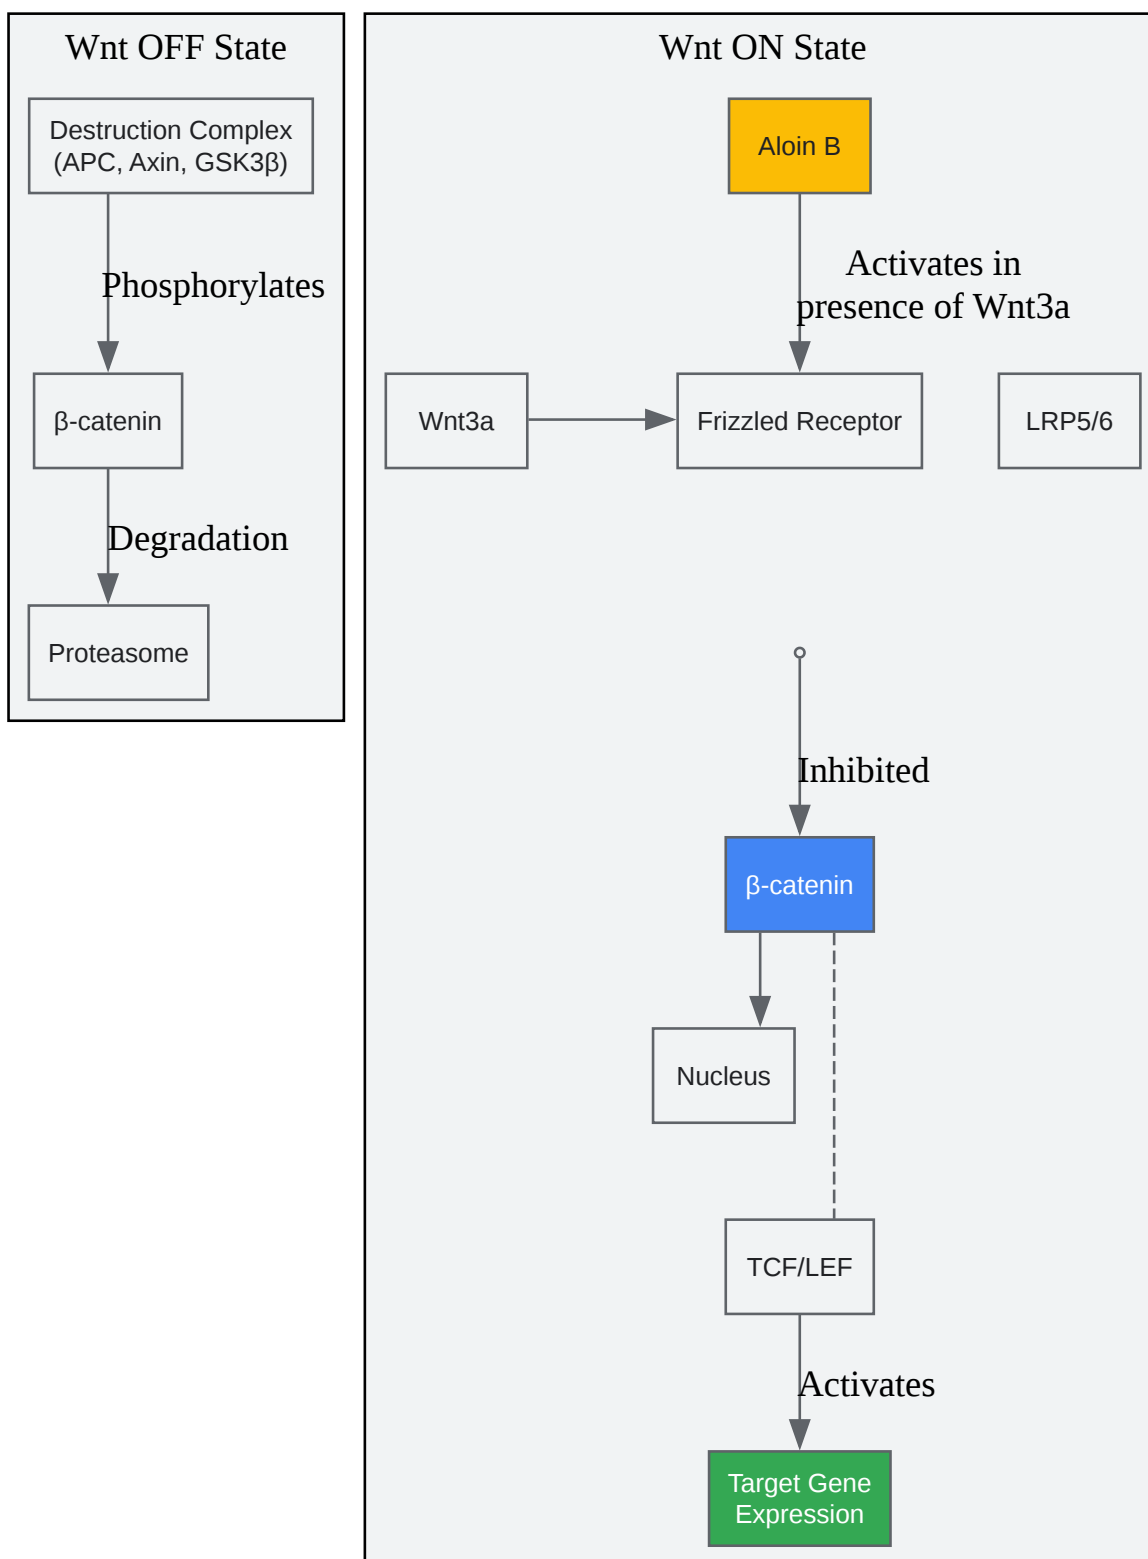 Wnt OFF State
Destruction Complex
(APC, Axin, GSK3β)
Phosphorylates
β-catenin
Degradation
Proteasome
Wnt ON State
Aloin B
Activates in
presence of Wnt3a
Wnt3a
Frizzled Receptor
LRP5/6
Inhibited
β-catenin
Nucleus
TCF/LEF
Activates
Target Gene
Expression